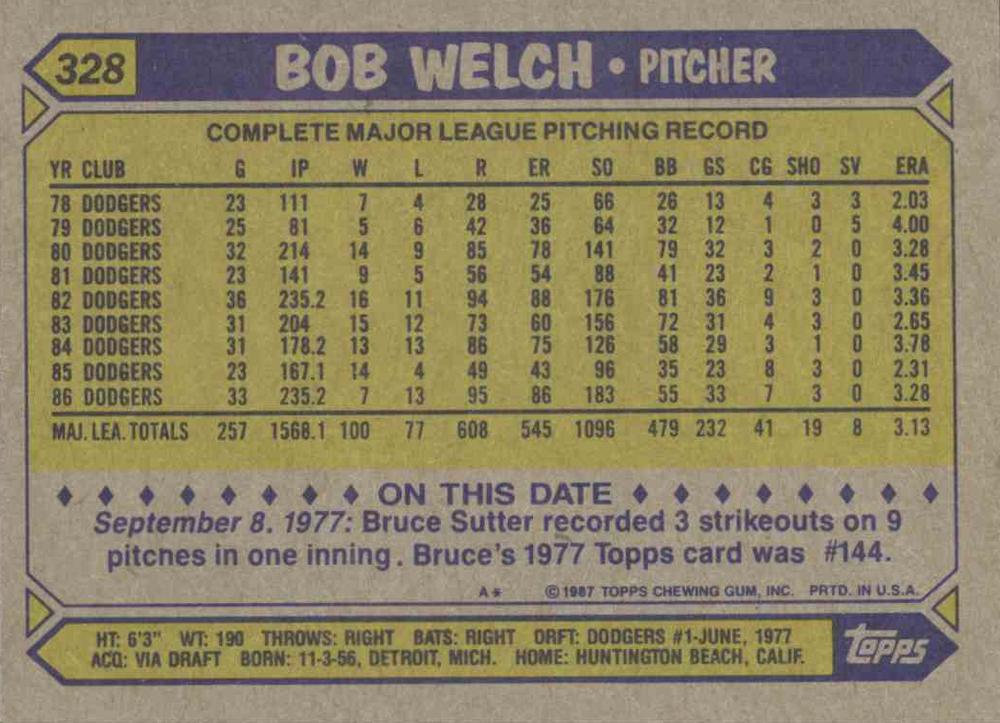 328
BOB WELCH • PITCHER
COMPLETE MAJOR LEAGUE PITCHING RECORD
YR CLUB G IP W L R ER SO BB GS CG SHO SV ERA
78 DODGERS 23 111 7 4 28 25 66 26 13 4 3 3 2.03
79 DODGERS 25 81 5 6 42 36 64 32 12 1 0 5 4.00
80 DODGERS 32 214 14 9 85 78 141 79 32 3 2 0 3.28
81 DODGERS 23 141 9 5 56 54 88 41 23 2 1 0 3.45
82 DODGERS 36 235.2 16 11 94 88 176 81 36 9 3 0 3.36
83 DODGERS 31 204 15 12 73 60 156 72 31 4 3 0 2.65
84 DODGERS 31 178.2 13 13 86 75 126 58 29 3 1 0 3.78
85 DODGERS 23 167.1 14 4 49 43 96 35 23 8 3 0 2.31
86 DODGERS 33 235.2 7 13 95 86 183 55 33 7 3 0 3.28
MAJ. LEA. TOTALS 257 1568.1 100 77 608 545 1096 479 232 41 19 8 3.13
♦ ♦ ♦ ♦ ♦ ♦ ♦ ♦ ON THIS DATE ♦ ♦ ♦ ♦ ♦ ♦ ♦ ♦
September 8. 1977: Bruce Sutter recorded 3 strikeouts on 9
pitches in one inning. Bruce's 1977 Topps card was #144.
A* © 1987 TOPPS CHEWING GUM, INC. PRTD. IN U.S.A.
HT: 6'3" WT: 190 THROWS: RIGHT BATS: RIGHT DRFT: DODGERS #1-JUNE, 1977
ACQ: VIA DRAFT BORN: 11-3-56, DETROIT, MICH. HOME: HUNTINGTON BEACH, CALIF.
topps